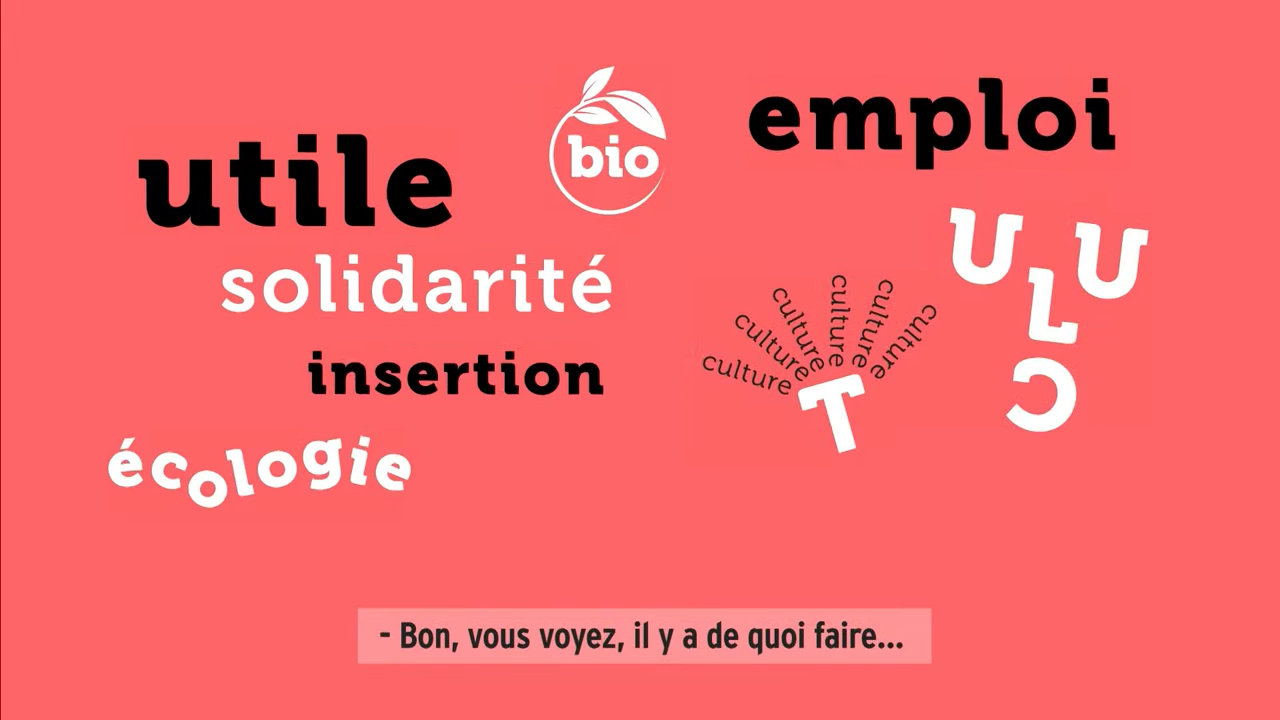 utile
bio
emploi
solidarité
insertion
écologie
culture
culture
culture
culture
culture
culture
T
U
L
U
C
- Bon, vous voyez, il y a de quoi faire...